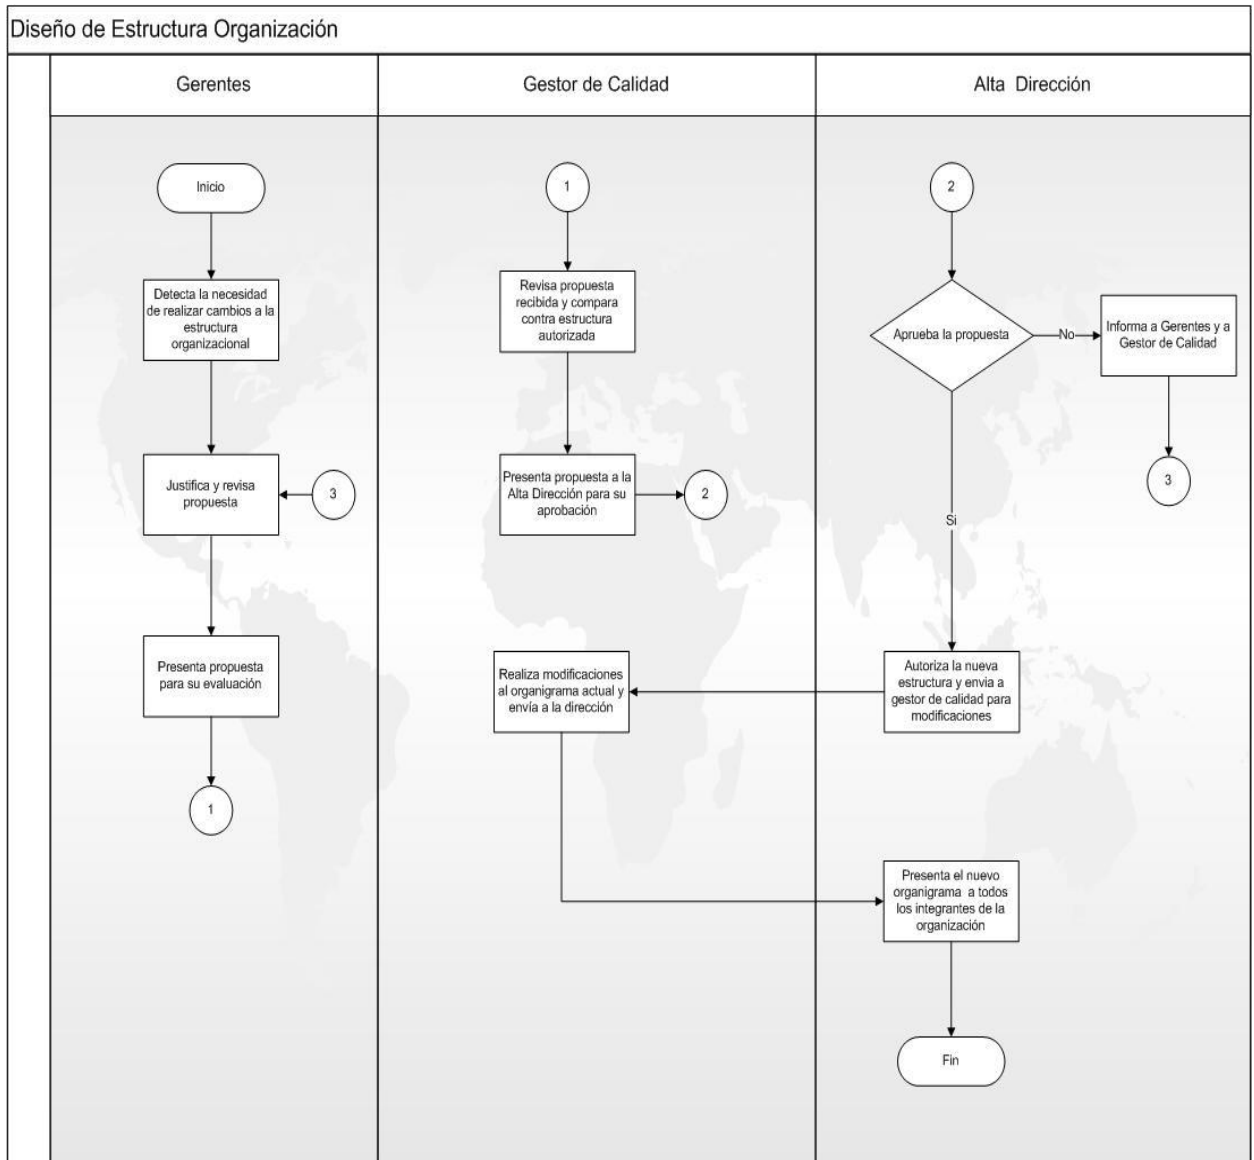 Diseño de Estructura Organización
Gerentes
Gestor de Calidad
Alta Dirección
Inicio
Detecta la necesidad
de realizar cambios a la
estructura
organizacional
Justifica y revisa
propuesta
3
Presenta propuesta
para su evaluación
1
1
Revisa propuesta
recibida y compara
contra estructura
autorizada
Presenta propuesta a la
Alta Dirección para su
aprobación
2
Realiza modificaciones
al organigrama actual y
envía a la dirección
2
Aprueba la propuesta
No
Informa a Gerentes y a
Gestor de Calidad
3
Si
Autoriza la nueva
estructura y envia a
gestor de calidad para
modificaciones
Presenta el nuevo
organigrama a todos
los integrantes de la
organización
Fin